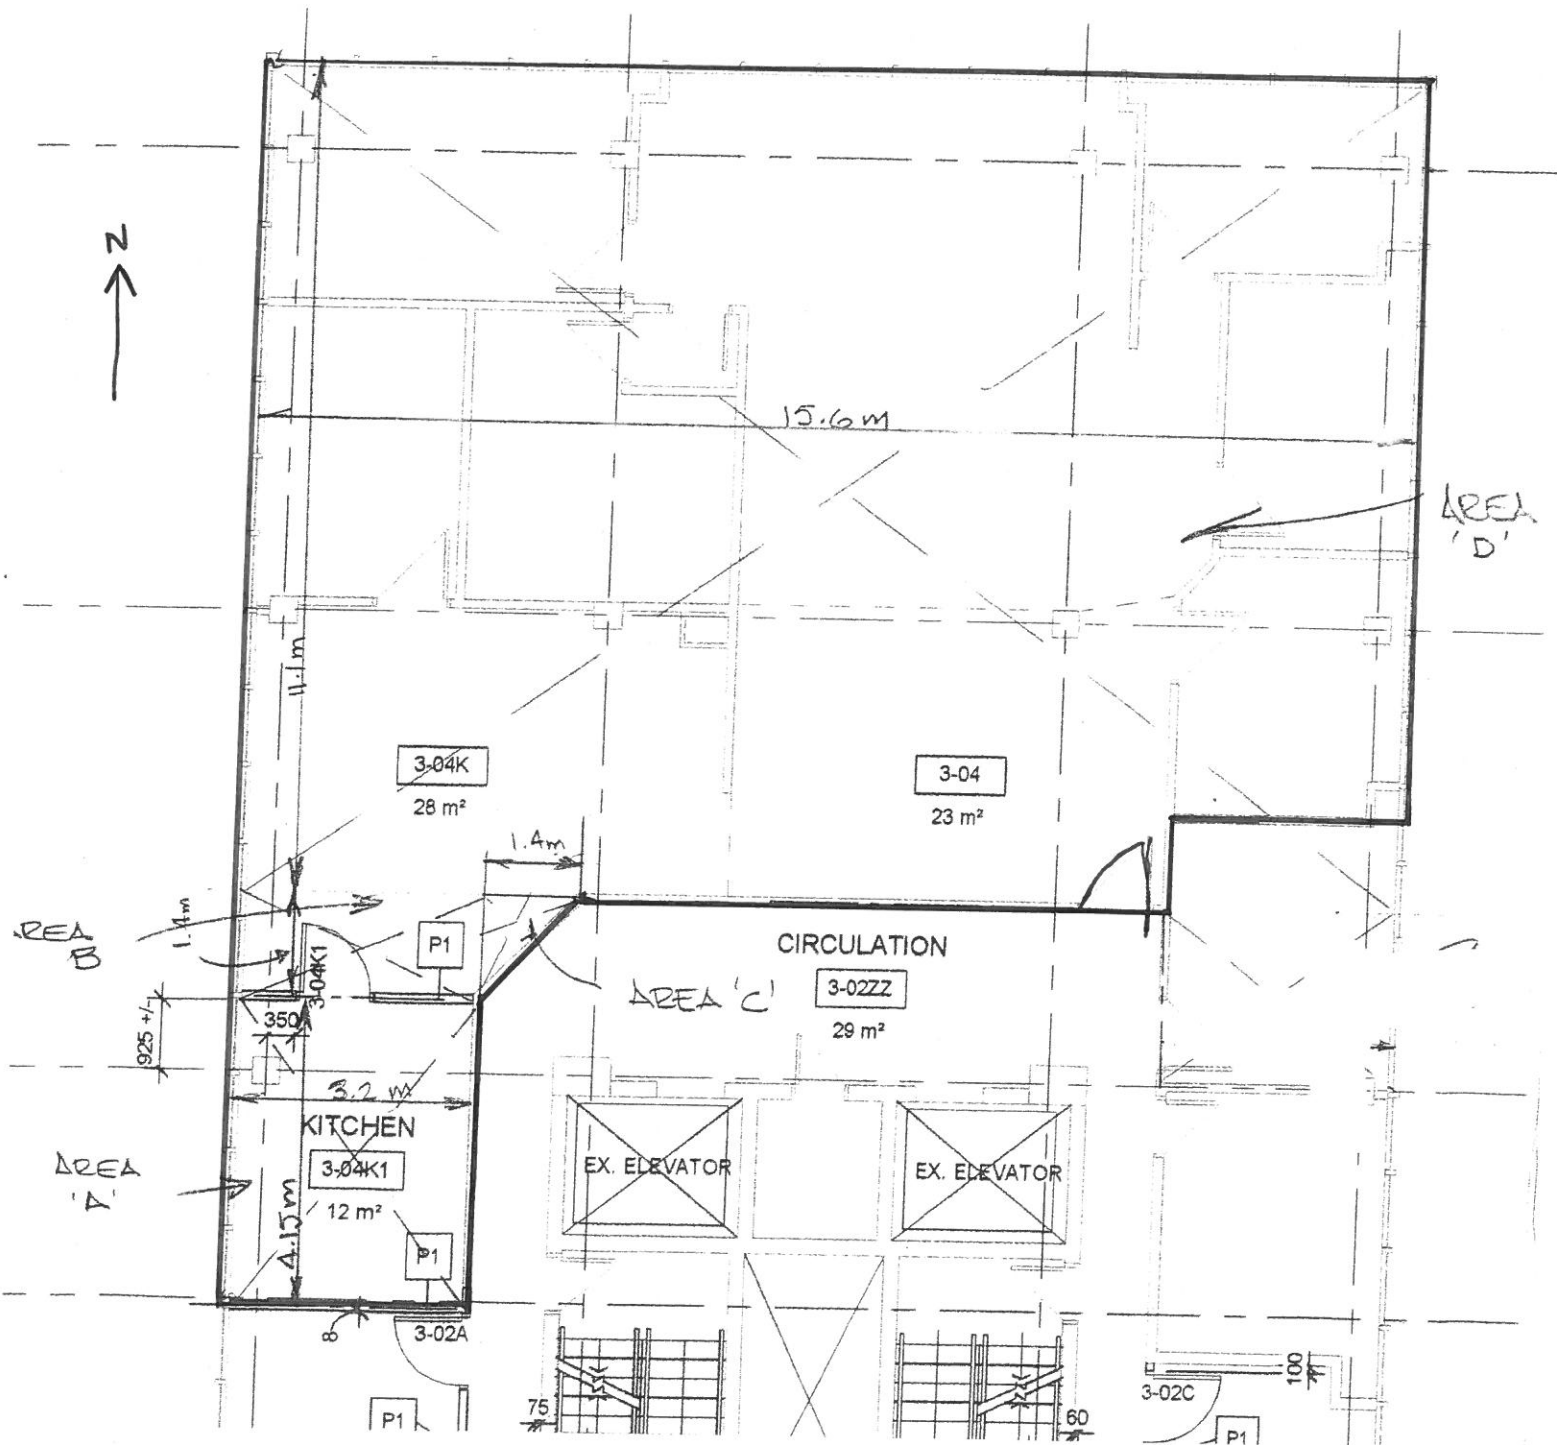 N
15.6m
AREA
'D'
11.1m
3-04K
28 m²
3-04
23 m²
1.4m
1.4m
AREA
B
P1
3-04K1
CIRCULATION
3-02ZZ
29 m²
AREA 'C'
925 +/-
350
3.2 m
KITCHEN
3-04K1
12 m²
AREA
'A'
4.15m
P1
EX. ELEVATOR
EX. ELEVATOR
8
3-02A
P1
75
60
3-02C
100
P1